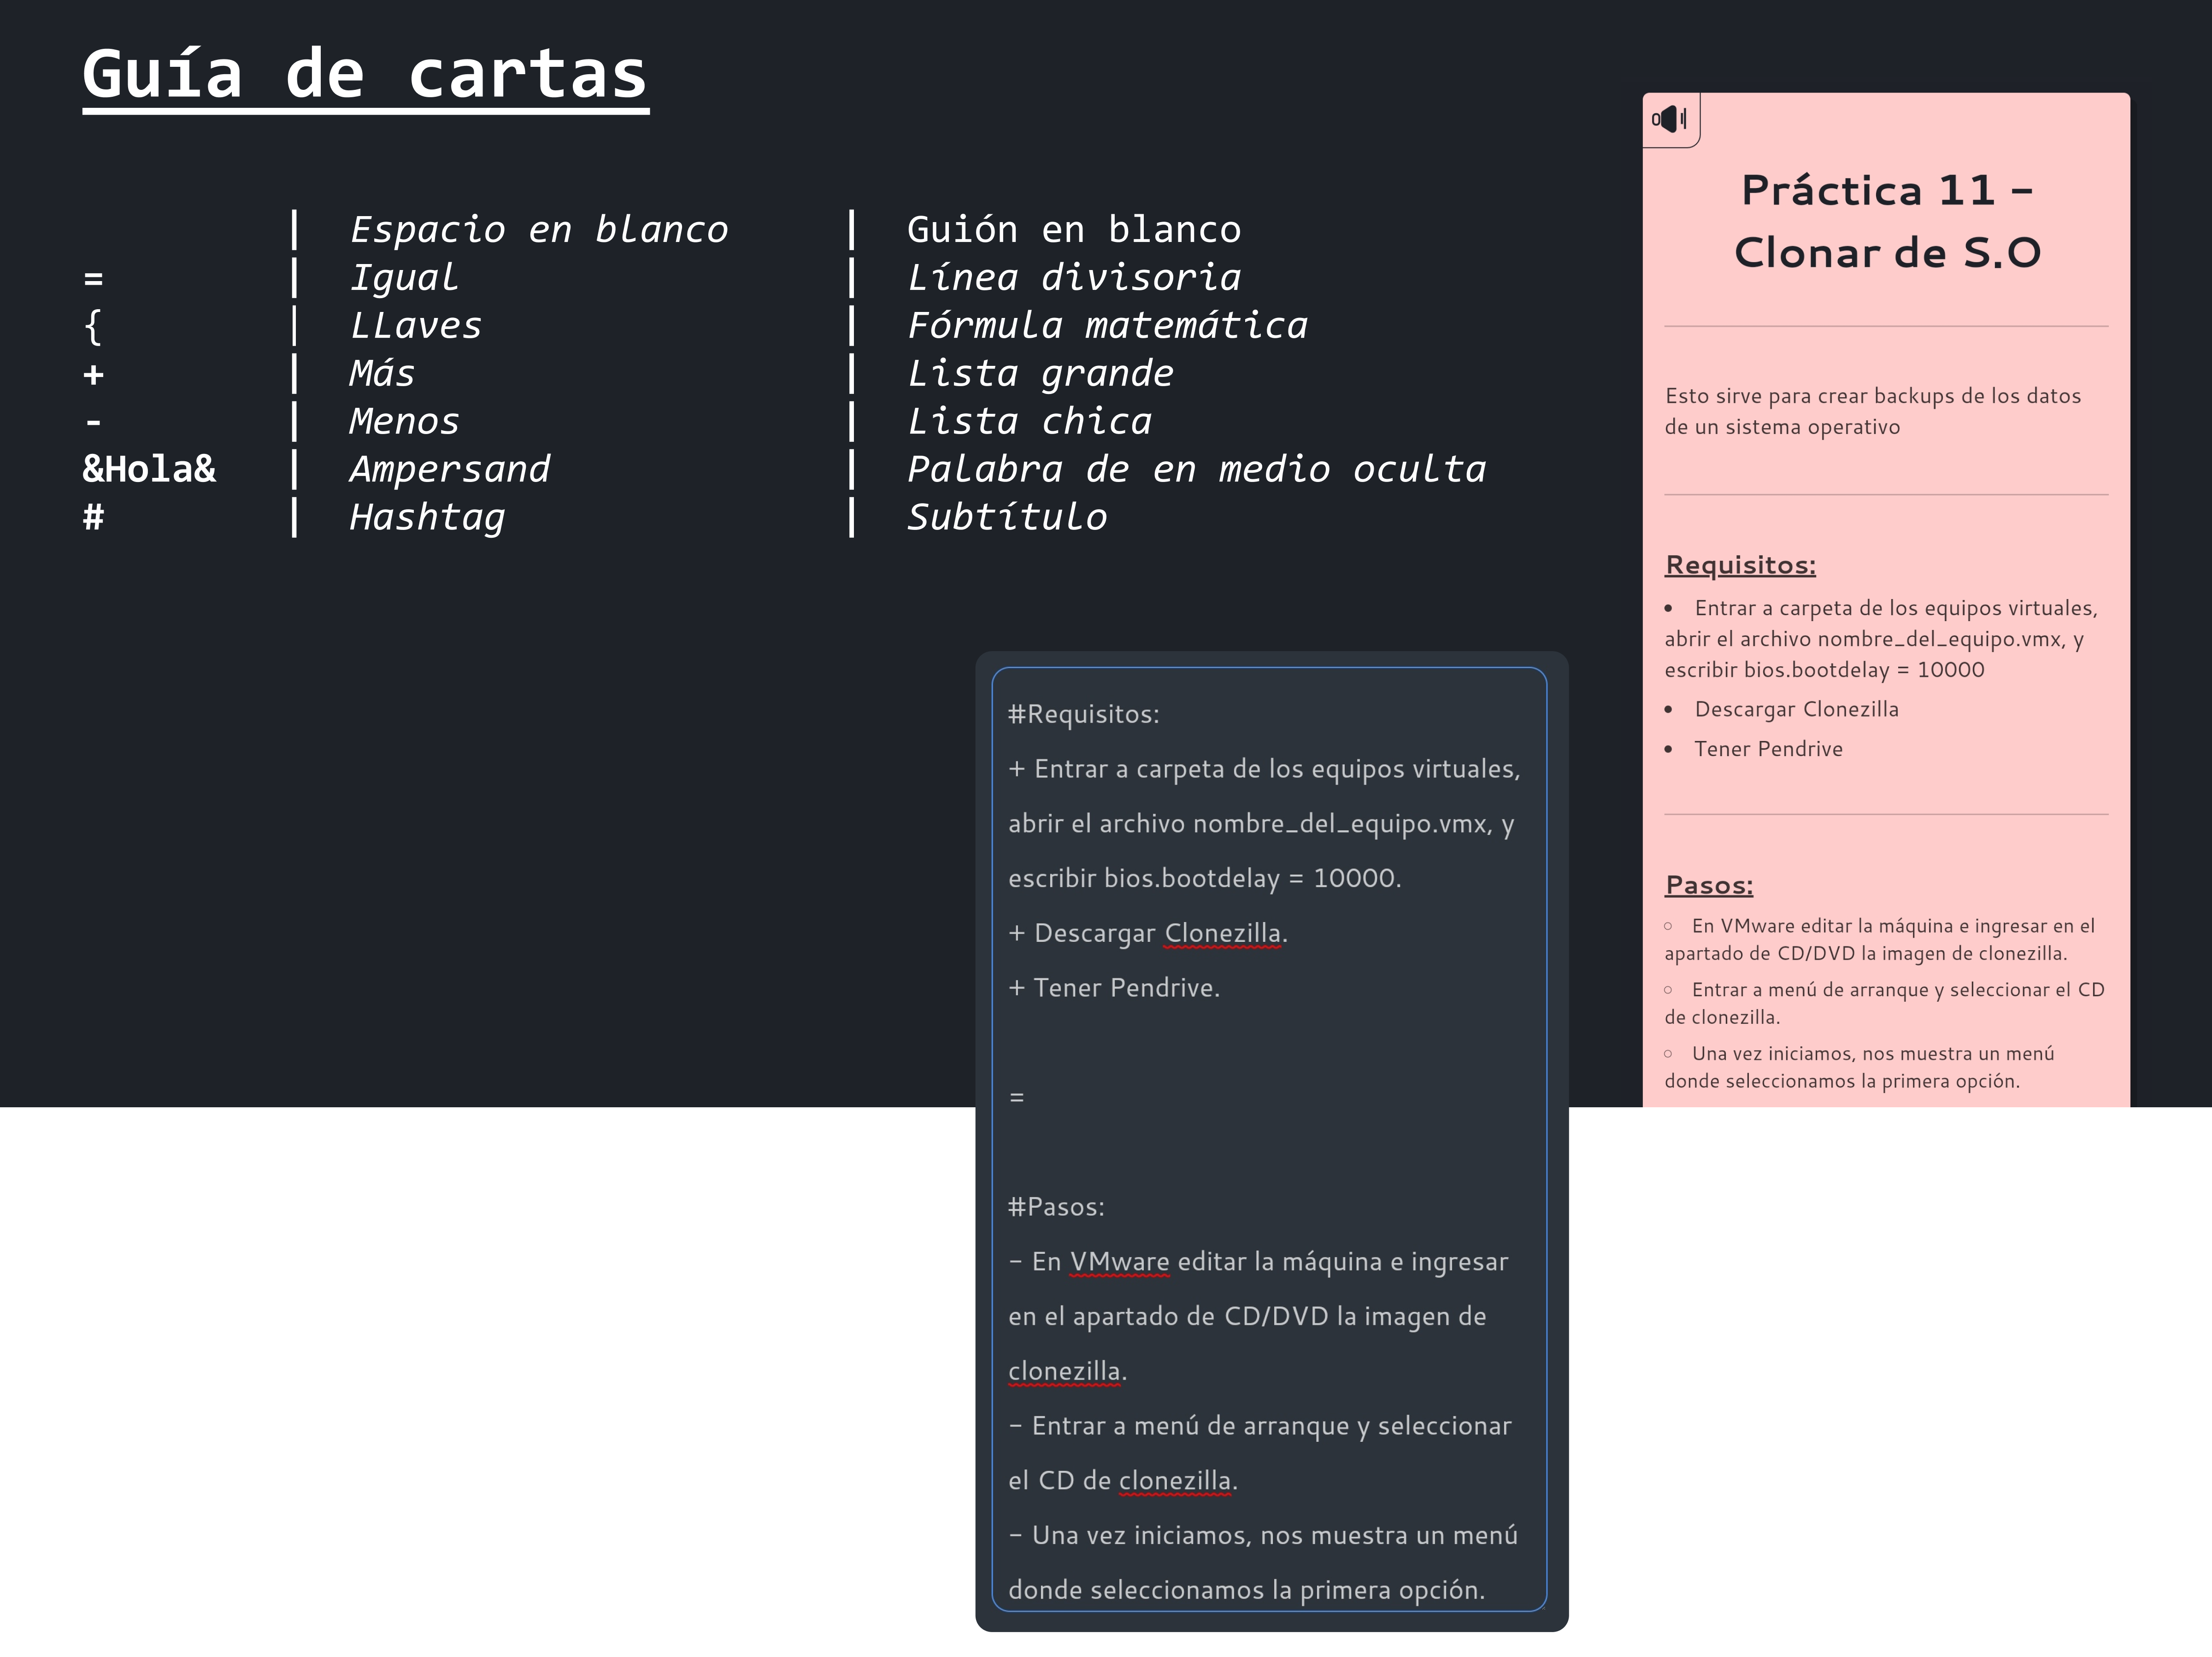 Guía de cartas
| Espacio en blanco | Guión en blanco
= | Igual | Línea divisoria
{ | LLaves | Fórmula matemática
+ | Más | Lista grande
- | Menos | Lista chica
&Hola& | Ampersand | Palabra de en medio oculta
# | Hashtag | Subtítulo
#Requisitos:
+ Entrar a carpeta de los equipos virtuales,
abrir el archivo nombre_del_equipo.vmx, y
escribir bios.bootdelay = 10000.
+ Descargar Clonezilla.
+ Tener Pendrive.
=
#Pasos:
- En VMware editar la máquina e ingresar
en el apartado de CD/DVD la imagen de
clonezilla.
- Entrar a menú de arranque y seleccionar
el CD de clonezilla.
- Una vez iniciamos, nos muestra un menú
donde seleccionamos la primera opción.
Práctica 11 -
Clonar de S.O
Esto sirve para crear backups de los datos
de un sistema operativo
Requisitos:
• Entrar a carpeta de los equipos virtuales,
abrir el archivo nombre_del_equipo.vmx, y
escribir bios.bootdelay = 10000
• Descargar Clonezilla
• Tener Pendrive
Pasos:
○ En VMware editar la máquina e ingresar en el
apartado de CD/DVD la imagen de clonezilla.
○ Entrar a menú de arranque y seleccionar el CD
de clonezilla.
○ Una vez iniciamos, nos muestra un menú
donde seleccionamos la primera opción.